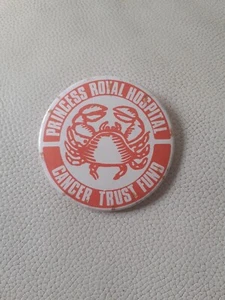 PRINCESS ROYAL HOSPITAL
CANCER TRUST FUND